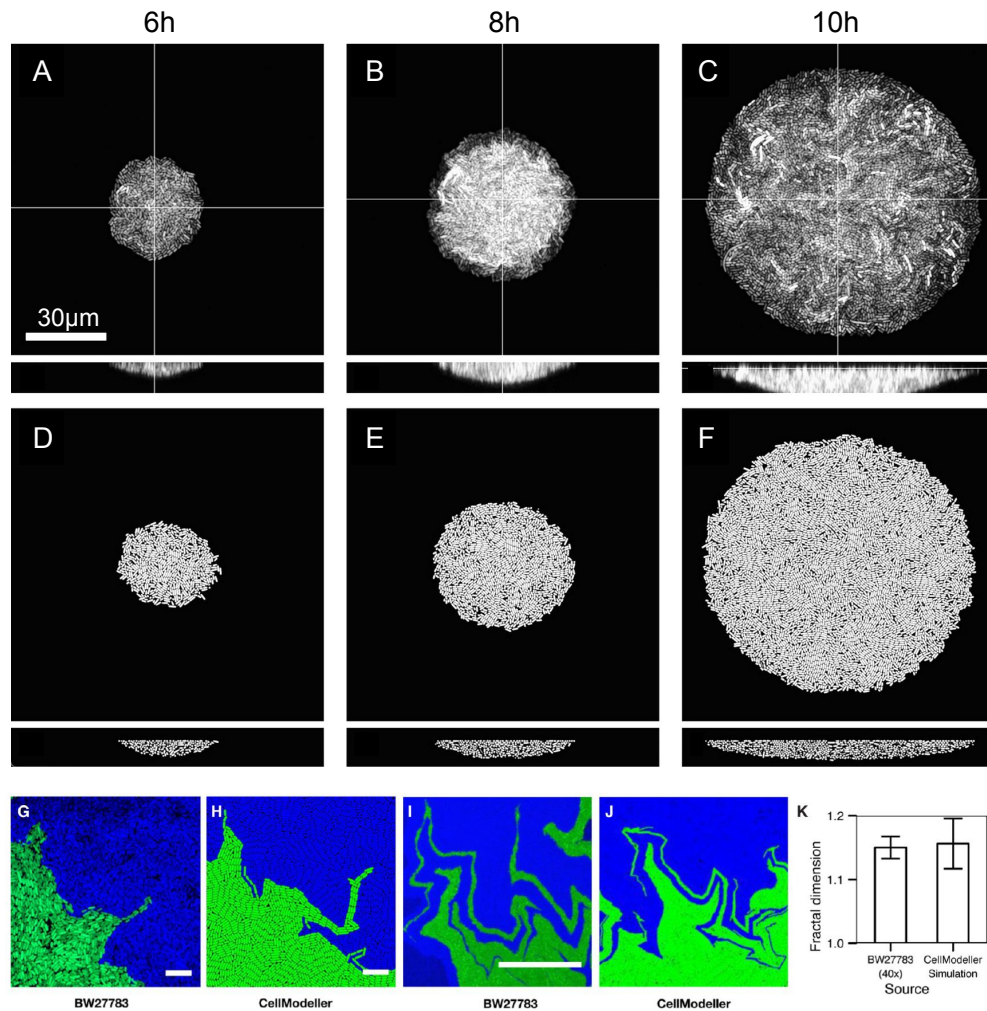 6h
8h
10h
A
B
C
30μm
D
E
F
G
H
I
J
K
1.2
1.1
1.0
Fractal dimension
BW27783
(40x)
CellModeller
Simulation
Source
BW27783
CellModeller
BW27783
CellModeller